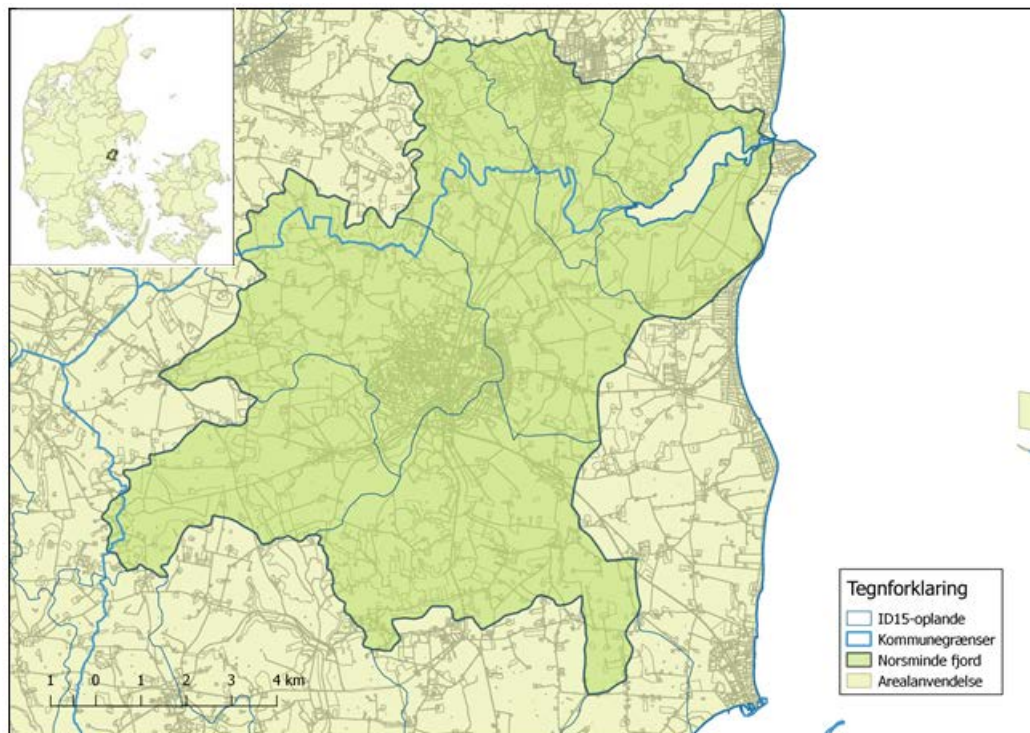 Tegnforklaring
ID15-oplande
Kommunegrænser
Norsminde fjord
Arealanvendelse
1 0 1 2 3 4 km